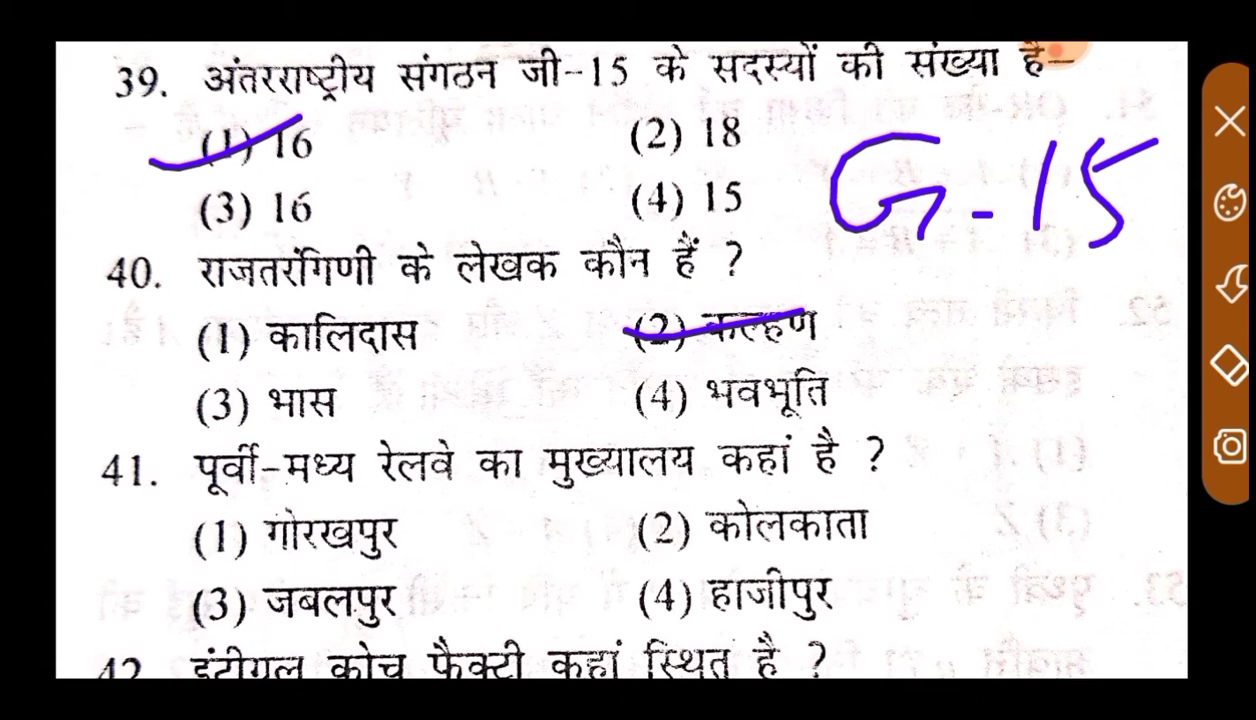 39. अंतरराष्ट्रीय संगठन जी-15 के सदस्यों की संख्या है-
(1) 16 (2) 18
(3) 16 (4) 15
G-15
40. राजतरंगिणी के लेखक कौन हैं ?
(1) कालिदास (2) कल्हण
(3) भास (4) भवभूति
41. पूर्वी-मध्य रेलवे का मुख्यालय कहां है ?
(1) गोरखपुर (2) कोलकाता
(3) जबलपुर (4) हाजीपुर
42 इंटीग्रल कोच फैक्ट्री कहां स्थित है ?